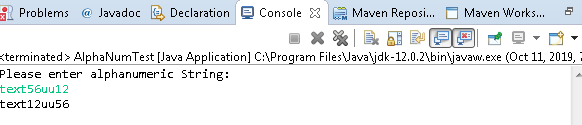 Problems @ Javadoc Declaration Console Maven Reposi... Maven Works...
<terminated> AlphaNumTest [Java Application] C:\Program Files\Java\jdk-12.0.2\bin\javaw.exe (Oct 11, 2019, 7
Please enter alphanumeric String:
text56uu12
text12uu56